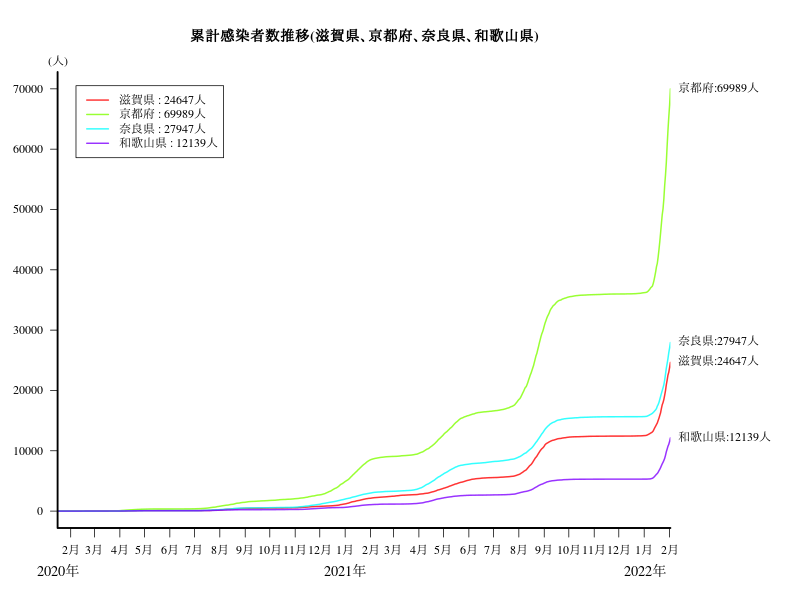 累計感染者数推移(滋賀県、京都府、奈良県、和歌山県)
(人)
70000
60000
50000
40000
30000
20000
10000
0
滋賀県 : 24647人
京都府 : 69989人
奈良県 : 27947人
和歌山県 : 12139人
京都府:69989人
奈良県:27947人
滋賀県:24647人
和歌山県:12139人
2月 3月 4月 5月 6月 7月 8月 9月 10月 11月 12月 1月 2月 3月 4月 5月 6月 7月 8月 9月 10月 11月 12月 1月 2月
2020年 2021年 2022年